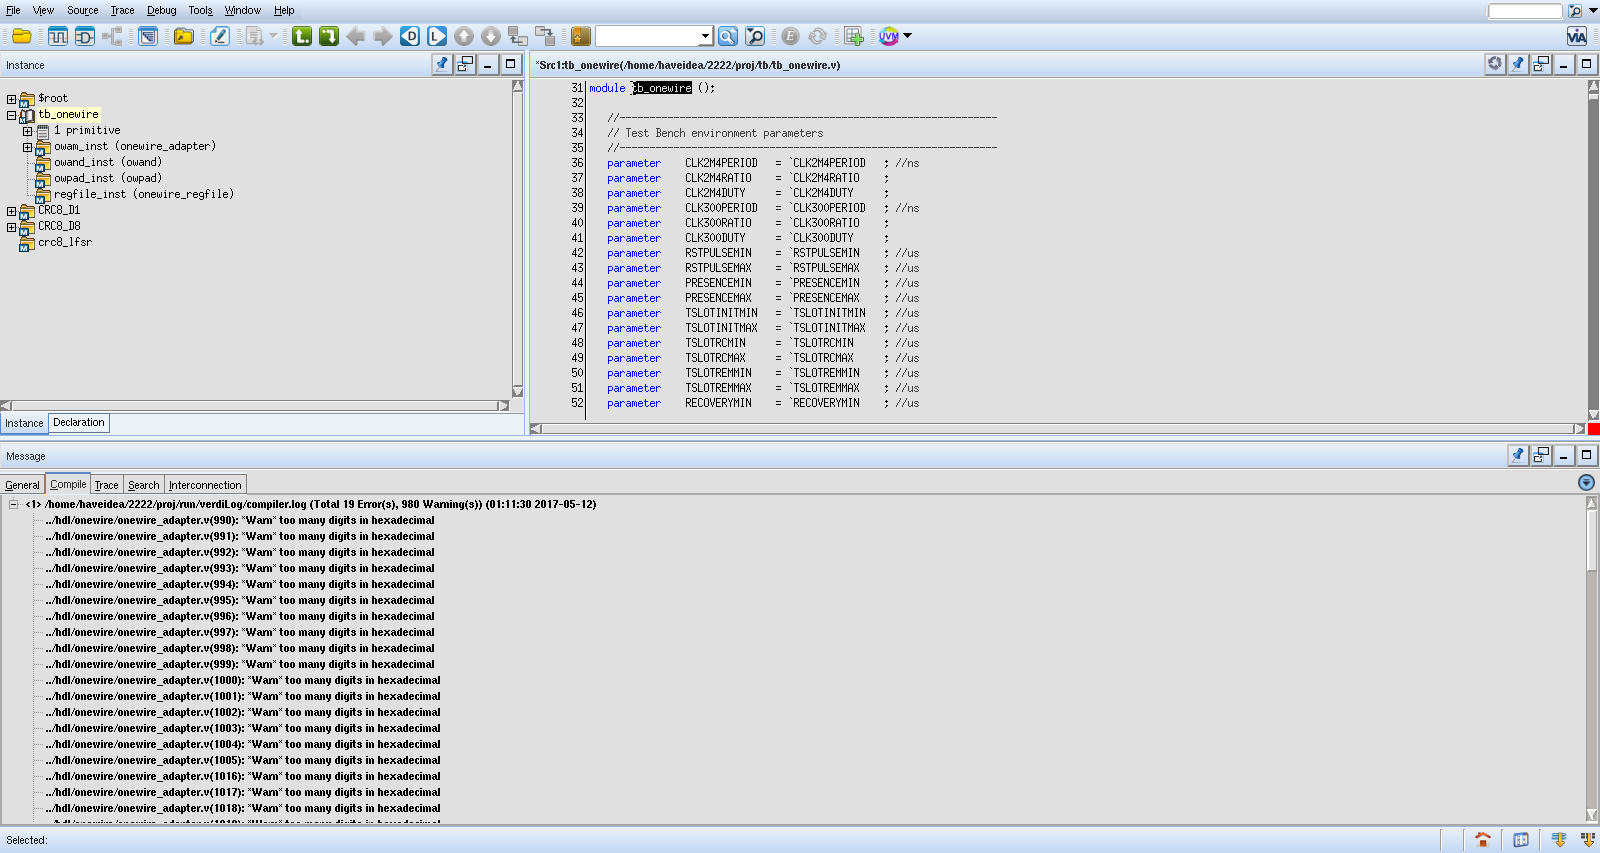 File View Source Trace Debug Tools Window Help
VIA
Instance
$root
tb_onewire
1 primitive
owam_inst (onewire_adapter)
owand_inst (owand)
owpad_inst (owpad)
regfile_inst (onewire_regfile)
CRC8_D1
CRC8_D8
crc8_lfsr
Instance Declaration
*Src1:tb_onewire(/home/haveidea/2222/proj/tb/tb_onewire.v)
31 module tb_onewire ();
32
33 //---------------------------------------------------------------
34 // Test Bench environment parameters
35 //---------------------------------------------------------------
36 parameter CLK2M4PERIOD = `CLK2M4PERIOD ; //ns
37 parameter CLK2M4RATIO = `CLK2M4RATIO ;
38 parameter CLK2M4DUTY = `CLK2M4DUTY ;
39 parameter CLK300PERIOD = `CLK300PERIOD ; //ns
40 parameter CLK300RATIO = `CLK300RATIO ;
41 parameter CLK300DUTY = `CLK300DUTY ;
42 parameter RSTPULSEMIN = `RSTPULSEMIN ; //us
43 parameter RSTPULSEMAX = `RSTPULSEMAX ; //us
44 parameter PRESENCEMIN = `PRESENCEMIN ; //us
45 parameter PRESENCEMAX = `PRESENCEMAX ; //us
46 parameter TSLOTINITMIN = `TSLOTINITMIN ; //us
47 parameter TSLOTINITMAX = `TSLOTINITMAX ; //us
48 parameter TSLOTRCMIN = `TSLOTRCMIN ; //us
49 parameter TSLOTRCMAX = `TSLOTRCMAX ; //us
50 parameter TSLOTREMMIN = `TSLOTREMMIN ; //us
51 parameter TSLOTREMMAX = `TSLOTREMMAX ; //us
52 parameter RECOVERYMIN = `RECOVERYMIN ; //us
Message
General Compile Trace Search Interconnection
<1> /home/haveidea/2222/proj/run/verdiLog/compiler.log (Total 19 Error(s), 980 Warning(s)) (01:11:30 2017-05-12)
../hdl/onewire/onewire_adapter.v(990): *Warn* too many digits in hexadecimal
../hdl/onewire/onewire_adapter.v(991): *Warn* too many digits in hexadecimal
../hdl/onewire/onewire_adapter.v(992): *Warn* too many digits in hexadecimal
../hdl/onewire/onewire_adapter.v(993): *Warn* too many digits in hexadecimal
../hdl/onewire/onewire_adapter.v(994): *Warn* too many digits in hexadecimal
../hdl/onewire/onewire_adapter.v(995): *Warn* too many digits in hexadecimal
../hdl/onewire/onewire_adapter.v(996): *Warn* too many digits in hexadecimal
../hdl/onewire/onewire_adapter.v(997): *Warn* too many digits in hexadecimal
../hdl/onewire/onewire_adapter.v(998): *Warn* too many digits in hexadecimal
../hdl/onewire/onewire_adapter.v(999): *Warn* too many digits in hexadecimal
../hdl/onewire/onewire_adapter.v(1000): *Warn* too many digits in hexadecimal
../hdl/onewire/onewire_adapter.v(1001): *Warn* too many digits in hexadecimal
../hdl/onewire/onewire_adapter.v(1002): *Warn* too many digits in hexadecimal
../hdl/onewire/onewire_adapter.v(1003): *Warn* too many digits in hexadecimal
../hdl/onewire/onewire_adapter.v(1004): *Warn* too many digits in hexadecimal
../hdl/onewire/onewire_adapter.v(1005): *Warn* too many digits in hexadecimal
../hdl/onewire/onewire_adapter.v(1016): *Warn* too many digits in hexadecimal
../hdl/onewire/onewire_adapter.v(1017): *Warn* too many digits in hexadecimal
../hdl/onewire/onewire_adapter.v(1018): *Warn* too many digits in hexadecimal
Selected: